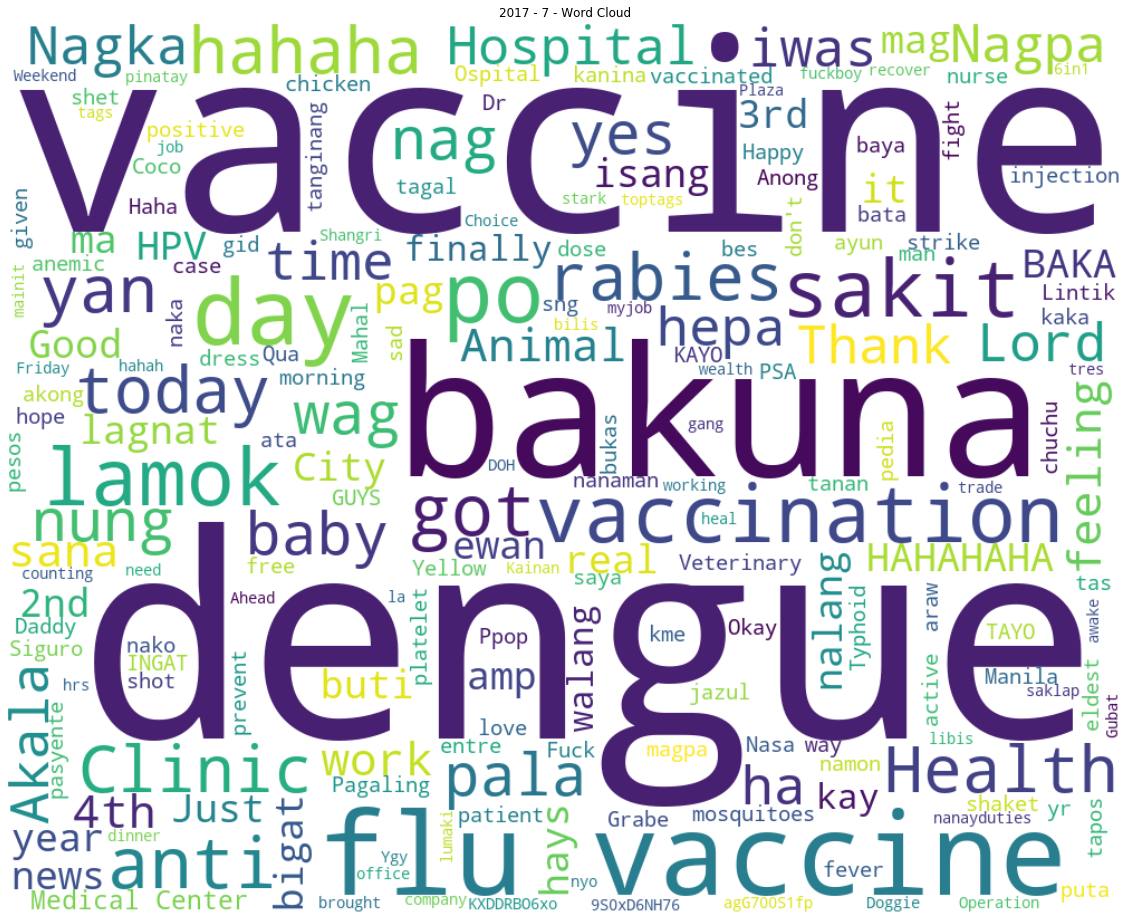 2017 - 7 - Word Cloud
Nagka hahaha Hospital • iwas mag Nagpa
Weekend pinatay chicken Ospital kanina vaccinated fuckboy recover nurse 6in1
vaccine
shet tags positive job Coco tanginang Dr nag yes 3rd Plaza baya fight
Haha tagal isang Happy Anong it bata injection
given Choice stark toptags don't
ma HPV gid Shangri finally dose bes ayun man strike
anemic case time rabies sakit BAKA
mainit yan naka day Mahal pag po sng myjob hepa Lintik kaka
Good dress Qua sad Animal bilis KAYO Thank Lord
Friday hahah morning wealth PSA tres
akong today bakuna
hope lagnat ata wag gang feeling
pesos lamok City DOH bukas pedia chuchu
GUYS nanaman working tanan trade
nung baby got vaccination heal
sana ewan real Veterinary HAHAHAHA
counting need free Yellow Kainan saya tas
2nd Ahead la dengue nalang Typhoid araw awake
Daddy nako Ppop kme Okay TAYO
Siguro INGAT platelet walang Manila
hrs shot buti amp jazul active saklap eldest Gubat
Akala pasyente prevent love
Clinic work entre Fuck magpa Nasa way libis Health
Pagaling pala ha namon
4th Just patient kay shaket yr
year dinner bigat lumaki hays Grabe mosquitoes nanayduties tapos
news anti flu vaccine
Ygy office nyo fever puta
Medical Center brought company KXDDRBO6xo 9S0xD6NH76 agG700S1fp Doggie Operation